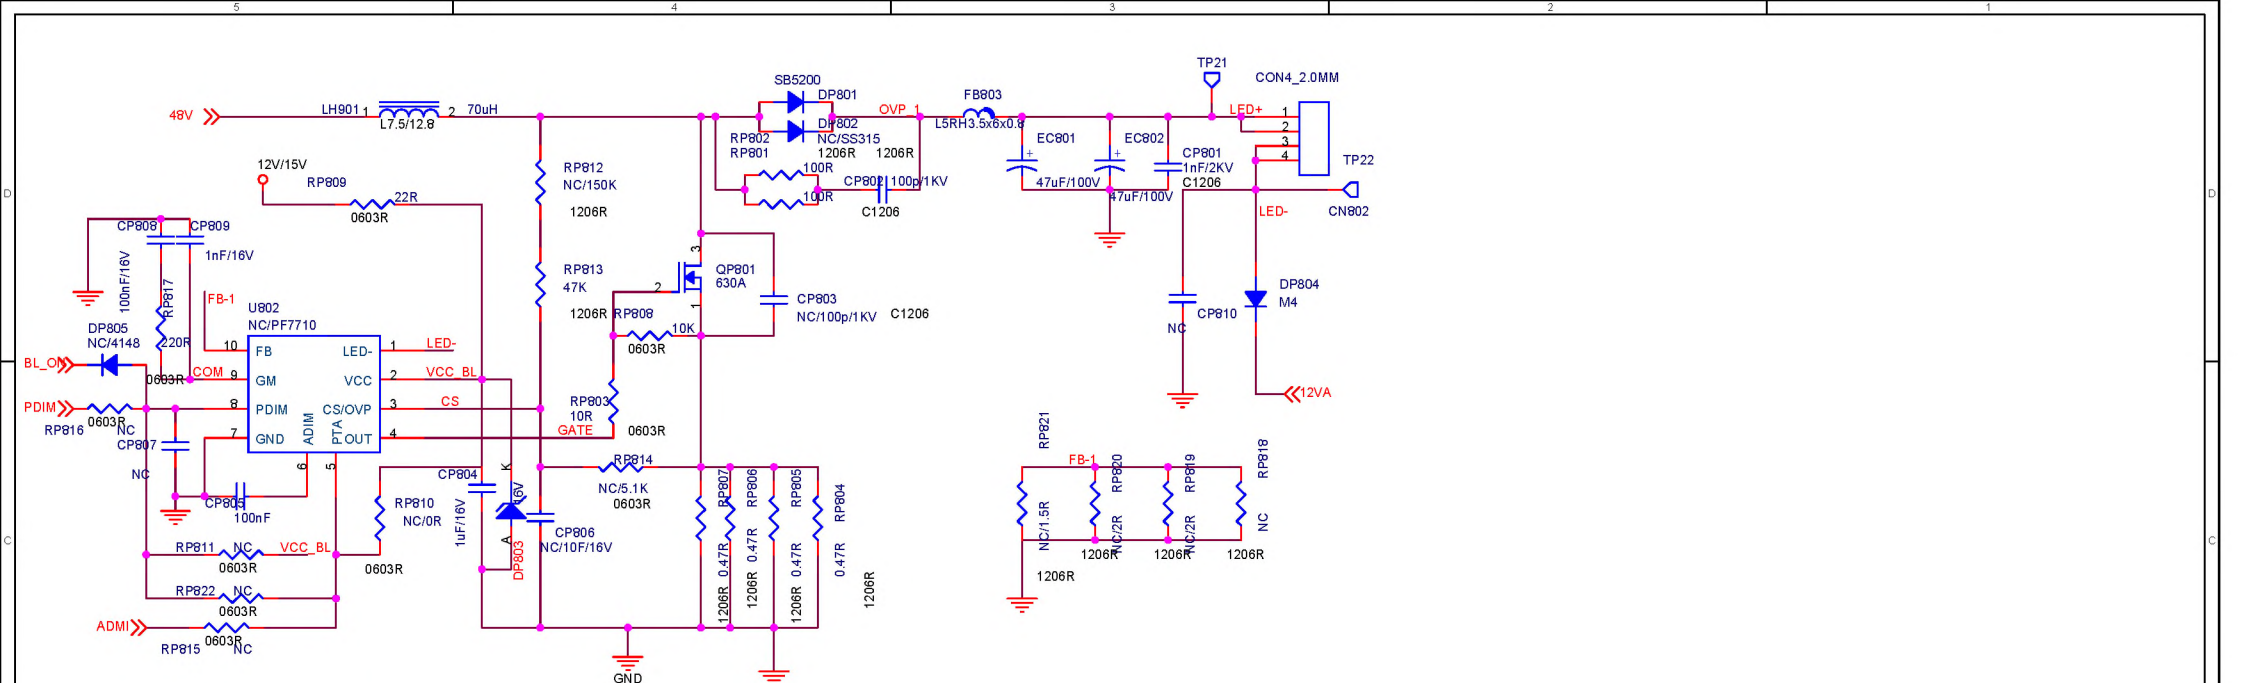 5
4
3
2
1
TP21
CON4_2.0MM
SB5200
DP801
FB803
48V
LH901
1
2
70uH
L7.5/12.8
OVP_1
LED+
1
2
3
4
DP802
NC/SS315
L5RH3.5x6x0.8
RP802
RP801
1206R
1206R
EC801
+
EC802
+
CP801
1nF/2KV
C1206
TP22
12V/15V
RP809
22R
0603R
RP812
NC/150K
1206R
100R
CP802
100p/1KV
100R
C1206
47uF/100V
47uF/100V
CN802
LED-
D
D
CP808
CP809
1nF/16V
100nF/16V
RP817
FB-1
RP813
47K
1206R
3
2
1
QP801
630A
CP803
NC/100p/1KV
C1206
CP810
NC
DP804
M4
U802
NC/PF7710
DP805
NC/4148
220R
RP808
10K
0603R
10
FB
LED-
1
LED-
BL_ON
COM
9
GM
VCC
2
VCC_BL
0603R
PDIM
8
PDIM
CS/OVP
3
CS
RP803
10R
0603R
12VA
0603R
RP816
NC
CP807
NC
7
GND
ADIM
PTA
OUT
4
GATE
6
5
CP804
K
RP814
NC/5.1K
0603R
RP821
FB-1
RP820
RP819
RP818
CP805
100nF
RP810
NC/0R
1uF/16V
16V
CP806
NC/10F/16V
A
DP803
RP807
RP806
RP805
RP804
0.47R
0.47R
0.47R
0.47R
NC/1.5R
NC/2R
NC/2R
NC
C
C
RP811
NC
VCC_BL
0603R
0603R
1206R
1206R
1206R
1206R
RP822
NC
0603R
1206R
1206R
1206R
1206R
ADMI
0603R
RP815
NC
GND